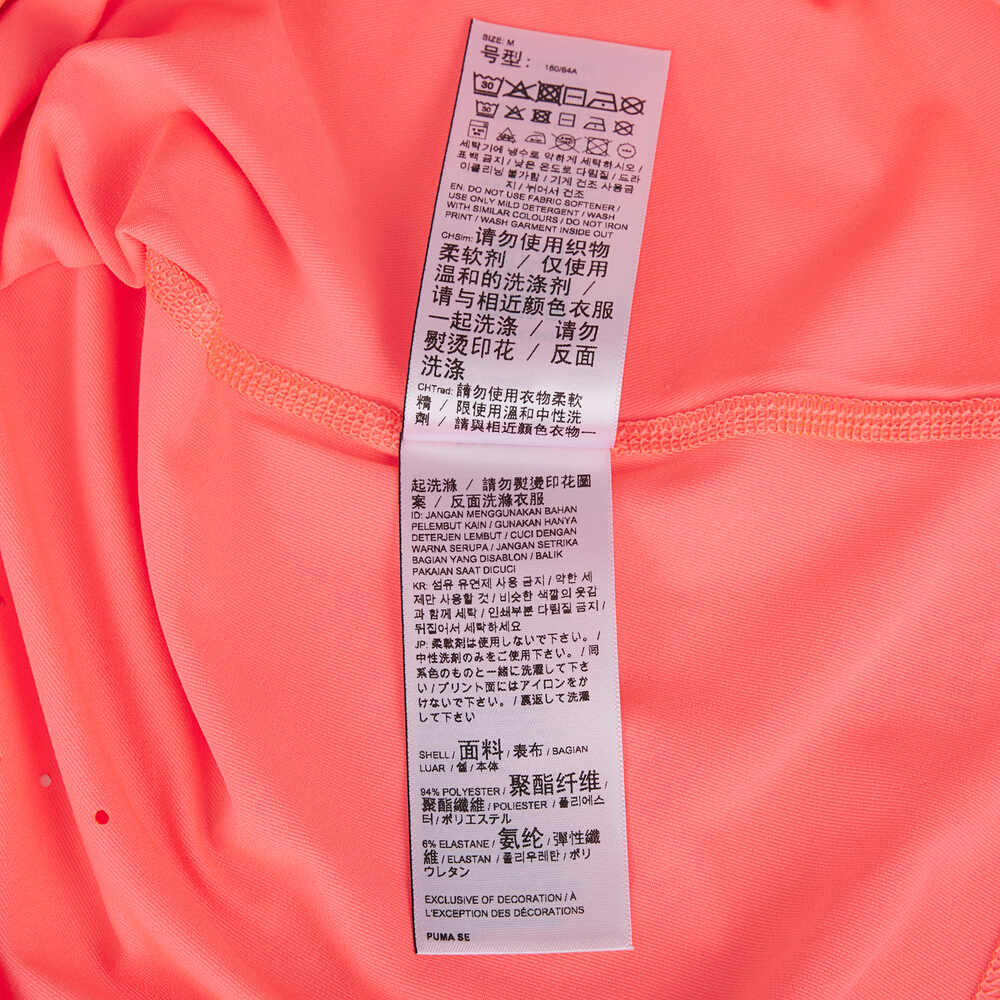 SIZE: M
号型： 160/84A
30
30
세탁기에 냉수로 약하게 세탁하시오 /
표백 금지 / 낮은 온도로 다림질 / 드라
이클리닝 불가함 / 기계 건조 사용금
지 / 뉘어서 건조
EN: DO NOT USE FABRIC SOFTENER /
USE ONLY MILD DETERGENT / WASH
WITH SIMILAR COLOURS / DO NOT IRON
PRINT / WASH GARMENT INSIDE OUT
CHSim: 请勿使用织物
柔软剂 / 仅使用
温和的洗涤剂 /
请与相近颜色衣服
一起洗涤 / 请勿
熨烫印花 / 反面
洗涤
CHTrad: 請勿使用衣物柔軟
精 / 限使用溫和中性洗
劑 / 請與相近顏色衣物一
起洗滌 / 請勿熨燙印花圖
案 / 反面洗滌衣服
ID: JANGAN MENGGUNAKAN BAHAN
PELEMBUT KAIN / GUNAKAN HANYA
DETERJEN LEMBUT / CUCI DENGAN
WARNA SERUPA / JANGAN SETRIKA
BAGIAN YANG DISABLON / BALIK
PAKAIAN SAAT DICUCI
KR: 섬유 유연제 사용 금지 / 약한 세
제만 사용할 것 / 비슷한 색깔의 옷감
과 함께 세탁 / 인쇄부분 다림질 금지 /
뒤집어서 세탁하세요
JP: 柔軟剤は使用しないで下さい。/
中性洗剤のみをご使用下さい。/ 同
系色のものと一緒に洗濯して下さ
い / プリント面にはアイロンをか
けないで下さい。/ 裏返して洗濯
して下さい
SHELL / 面料 / 表布 / BAGIAN
LUAR / 쉘 / 本体
94% POLYESTER / 聚酯纤维 /
聚酯纖維 / POLIESTER / 폴리에스
터 / ポリエステル
6% ELASTANE / 氨纶 / 彈性纖
維 / ELASTAN / 폴리우레탄 / ポリ
ウレタン
EXCLUSIVE OF DECORATION / À
L'EXCEPTION DES DÉCORATIONS
PUMA SE